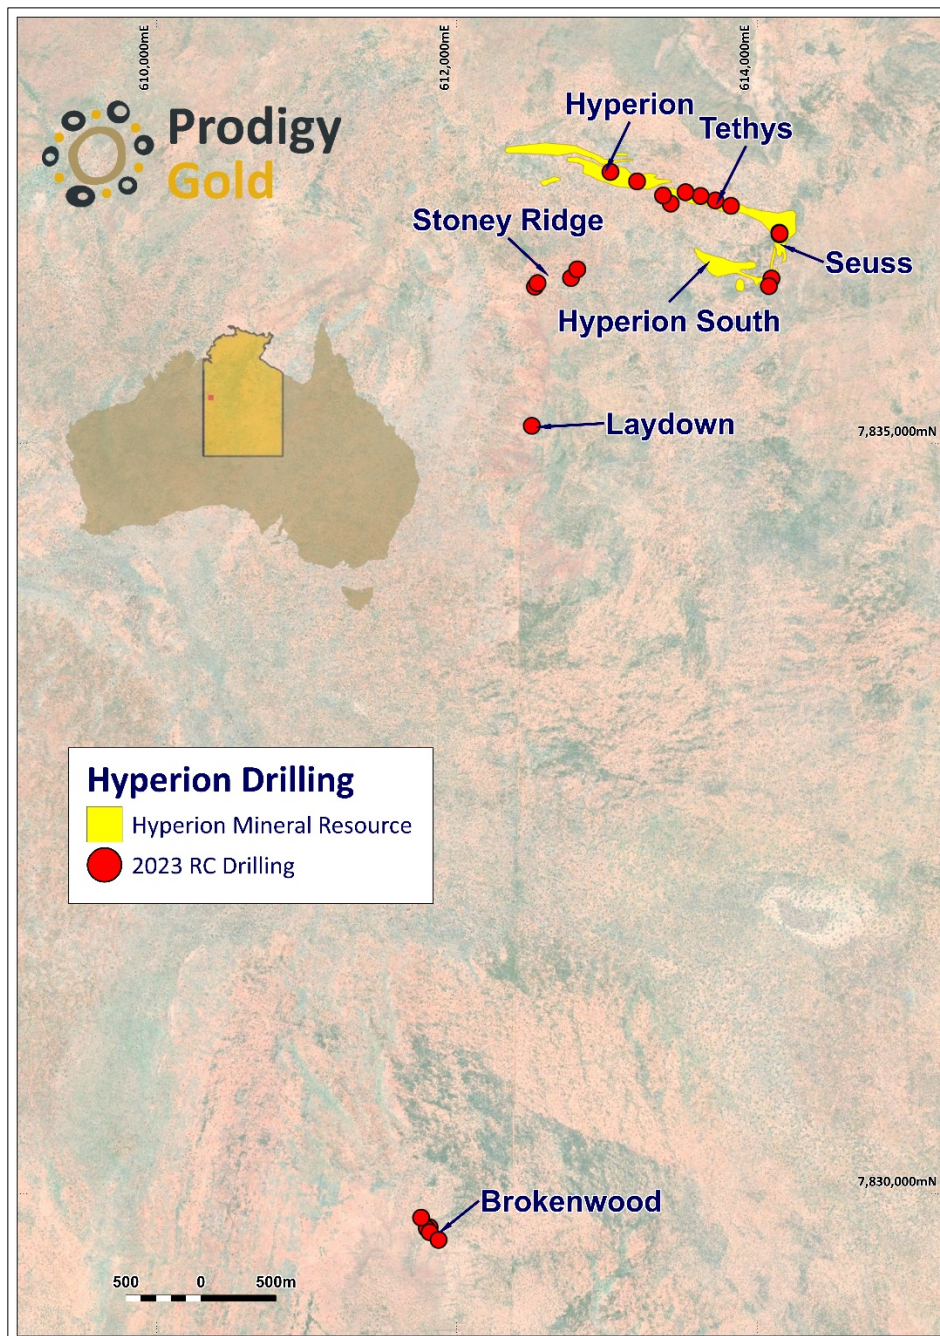 610,000mE
612,000mE
614,000mE
Prodigy
Gold
Hyperion
Tethys
Stoney Ridge
Seuss
Hyperion South
Laydown
7,835,000mN
Hyperion Drilling
Hyperion Mineral Resource
2023 RC Drilling
7,830,000mN
Brokenwood
500 0 500m